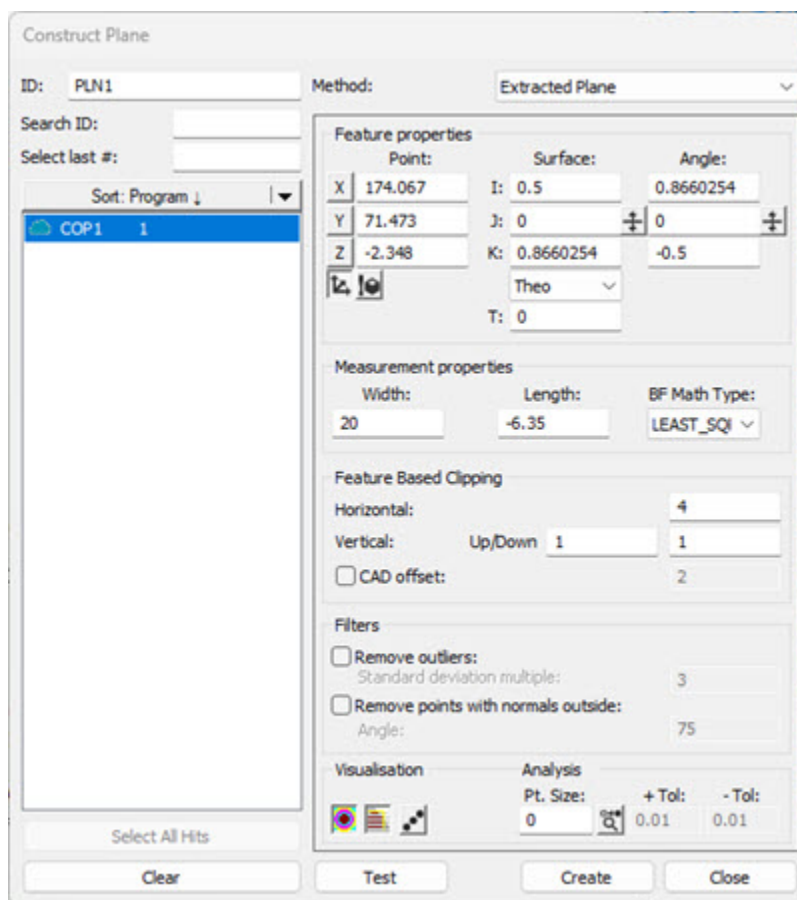 Construct Plane
ID: PLN1
Method: Extracted Plane
Search ID:
Select last #:
Sort: Program ↓
COP1 1
Select All Hits
Clear
Feature properties
Point: Surface: Angle:
X 174.067 I: 0.5 0.8660254
Y 71.473 J: 0 0
Z -2.348 K: 0.8660254 -0.5
Theo
T: 0
Measurement properties
Width: Length: BF Math Type:
20 -6.35 LEAST_SQI
Feature Based Clipping
Horizontal: 4
Vertical: Up/Down 1 1
CAD offset: 2
Filters
Remove outliers:
Standard deviation multiple: 3
Remove points with normals outside:
Angle: 75
Visualisation Analysis
Pt. Size: + Tol: - Tol:
0 0.01 0.01
Test Create Close